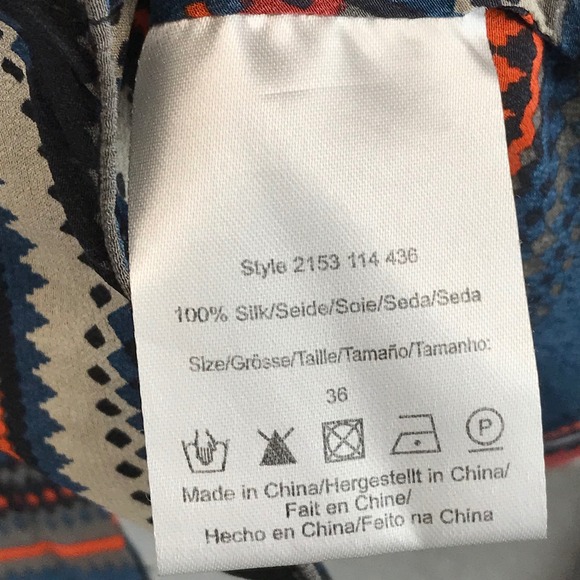 Style 2153 114 436
100% Silk/Seide/Soie/Seda/Seda
Size/Grösse/Taille/Tamaño/Tamanho:
36
P
Made in China/Hergestellt in China/
Fait en Chine/
Hecho en China/Feito na China